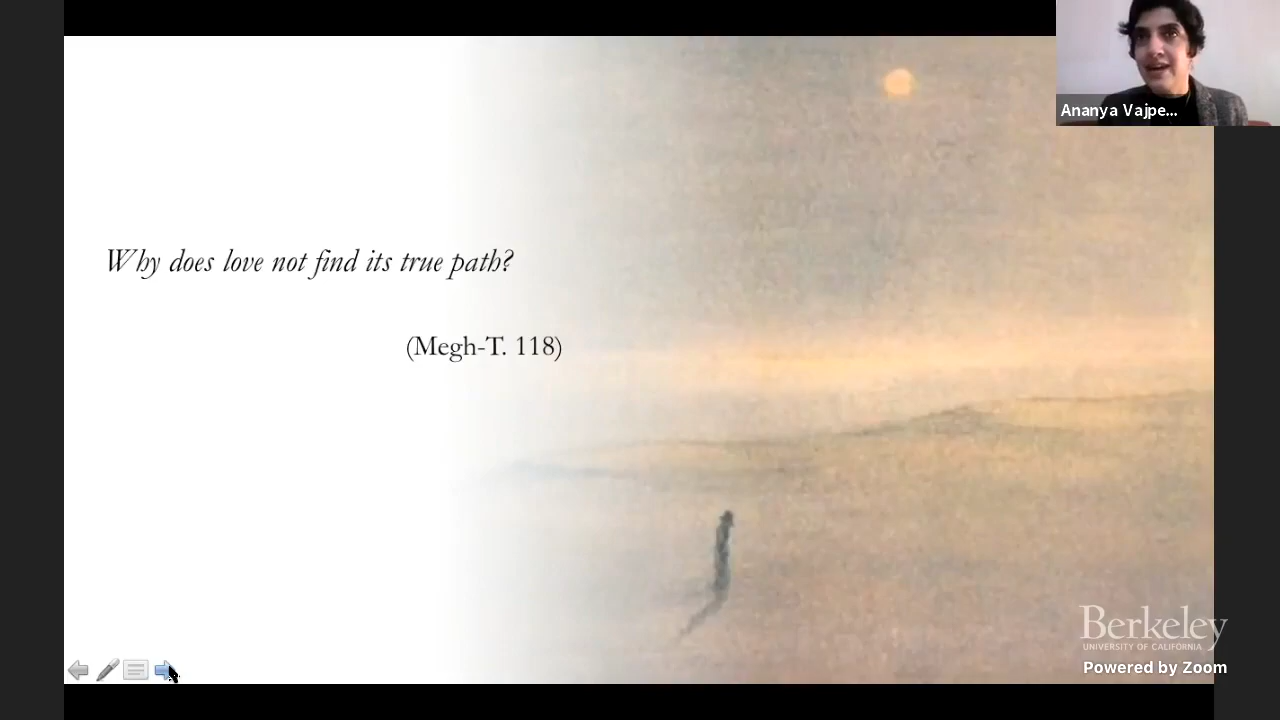 Ananya Vajpe...
Why does love not find its true path?
(Megh-T. 118)
Berkeley
UNIVERSITY OF CALIFORNIA
Powered by Zoom